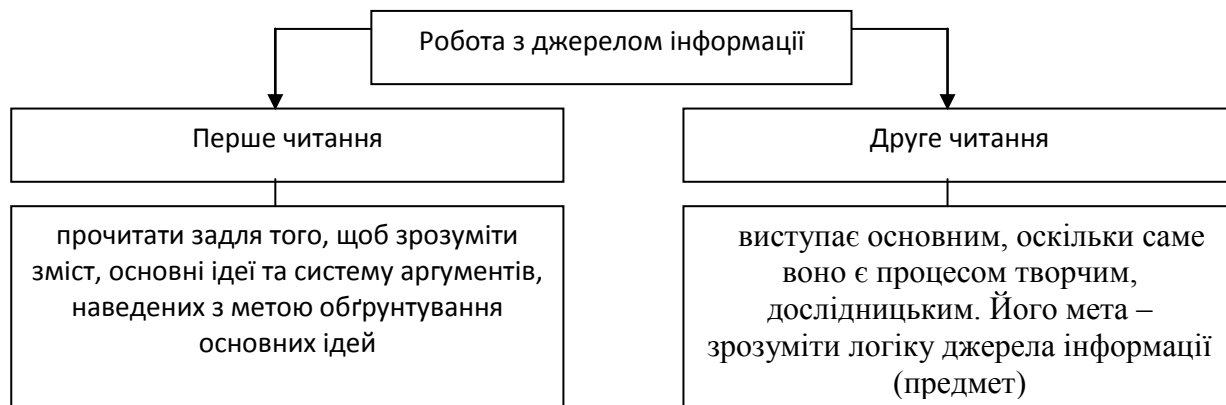 Робота з джерелом інформації
Перше читання
Друге читання
прочитати задля того, щоб зрозуміти
зміст, основні ідеї та систему аргументів,
наведених з метою обґрунтування
основних ідей
виступає основним, оскільки саме
воно є процесом творчим,
дослідницьким. Його мета –
зрозуміти логіку джерела інформації
(предмет)